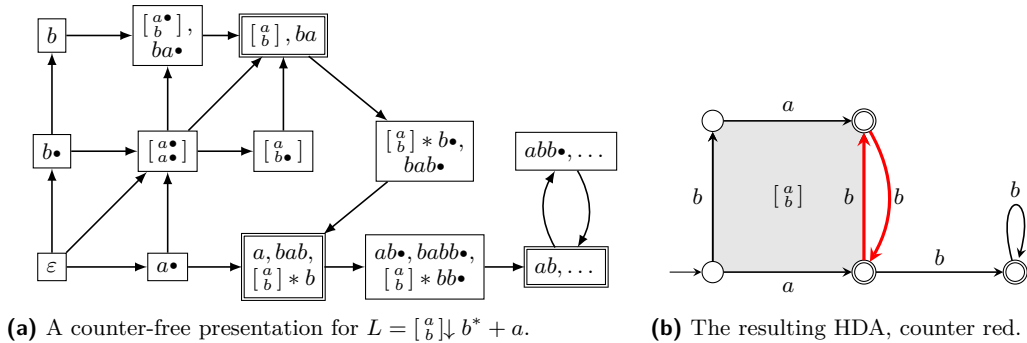 b
[ a• b ],
ba•
[ a b ], ba
b•
[ a• a• ]
[ a b• ]
[ a b ] ∗ b•,
bab•
abb•, . . .
ε
a•
a, bab,
[ a b ] ∗ b
ab•, babb•,
[ a b ] ∗ bb•
ab, . . .
(a) A counter-free presentation for L = [ a b ]↓ b* + a.
a
b
[ a b ]
b
b
b
a
b
(b) The resulting HDA, counter red.